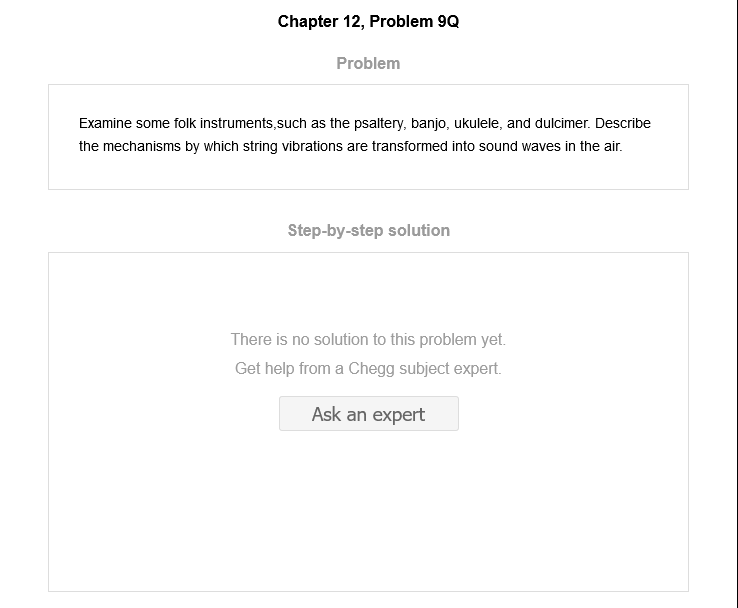 Chapter 12, Problem 9Q
Problem
Examine some folk instruments,such as the psaltery, banjo, ukulele, and dulcimer. Describe
the mechanisms by which string vibrations are transformed into sound waves in the air.
Step-by-step solution
There is no solution to this problem yet.
Get help from a Chegg subject expert.
Ask an expert